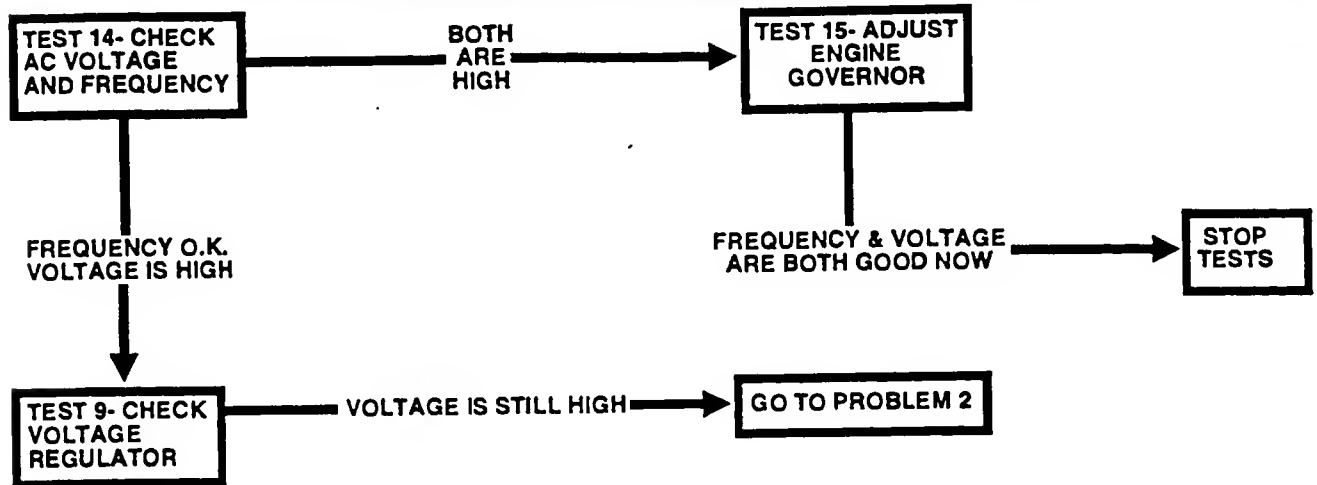 TEST 14- CHECK
AC VOLTAGE
AND FREQUENCY
BOTH
ARE
HIGH
TEST 15- ADJUST
ENGINE
GOVERNOR
FREQUENCY O.K.
VOLTAGE IS HIGH
FREQUENCY & VOLTAGE
ARE BOTH GOOD NOW
STOP
TESTS
TEST 9- CHECK
VOLTAGE
REGULATOR
VOLTAGE IS STILL HIGH
GO TO PROBLEM 2